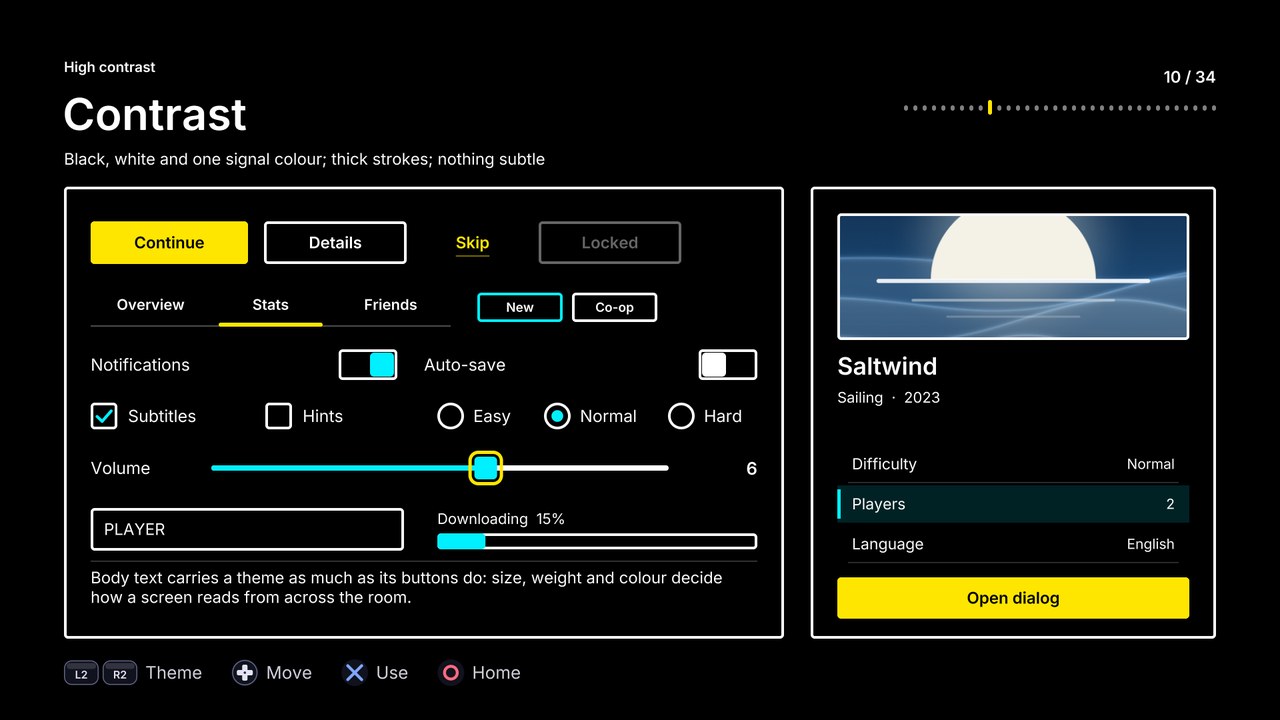 High contrast
10 / 34
Contrast
Black, white and one signal colour; thick strokes; nothing subtle
Continue
Details
Skip
Locked
Overview
Stats
Friends
New
Co-op
Notifications
Auto-save
Subtitles
Hints
Easy
Normal
Hard
Volume
6
PLAYER
Downloading 15%
Body text carries a theme as much as its buttons do: size, weight and colour decide
how a screen reads from across the room.
Saltwind
Sailing · 2023
Difficulty
Normal
Players
2
Language
English
Open dialog
L2
R2
Theme
Move
Use
Home